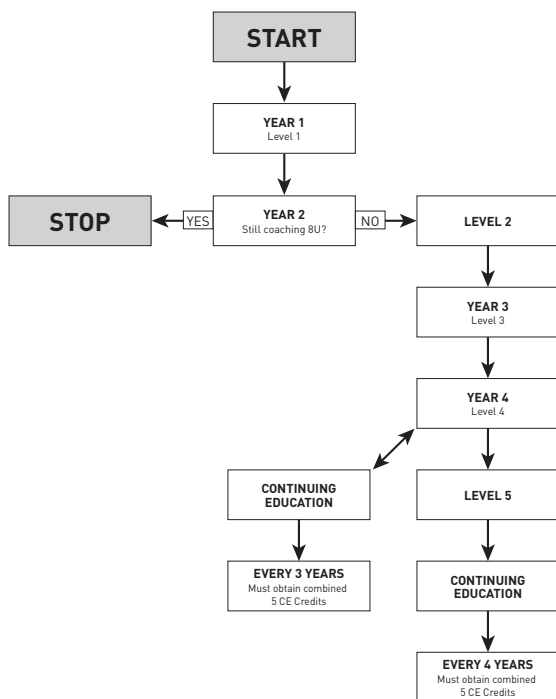 START
YEAR 1
Level 1
STOP
YES
YEAR 2
Still coaching 8U?
NO
LEVEL 2
YEAR 3
Level 3
YEAR 4
Level 4
CONTINUING
EDUCATION
LEVEL 5
EVERY 3 YEARS
Must obtain combined
5 CE Credits
CONTINUING
EDUCATION
EVERY 4 YEARS
Must obtain combined
5 CE Credits